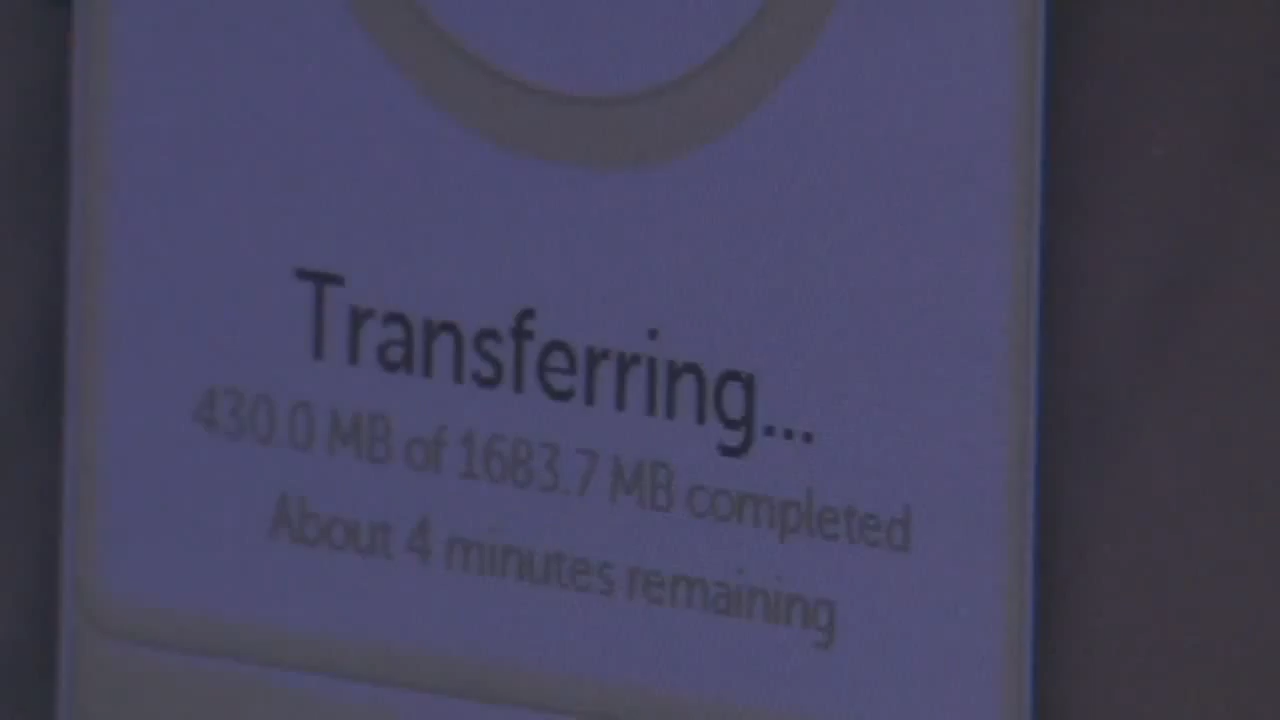 Transferring...
430.0 MB of 1683.7 MB completed
About 4 minutes remaining